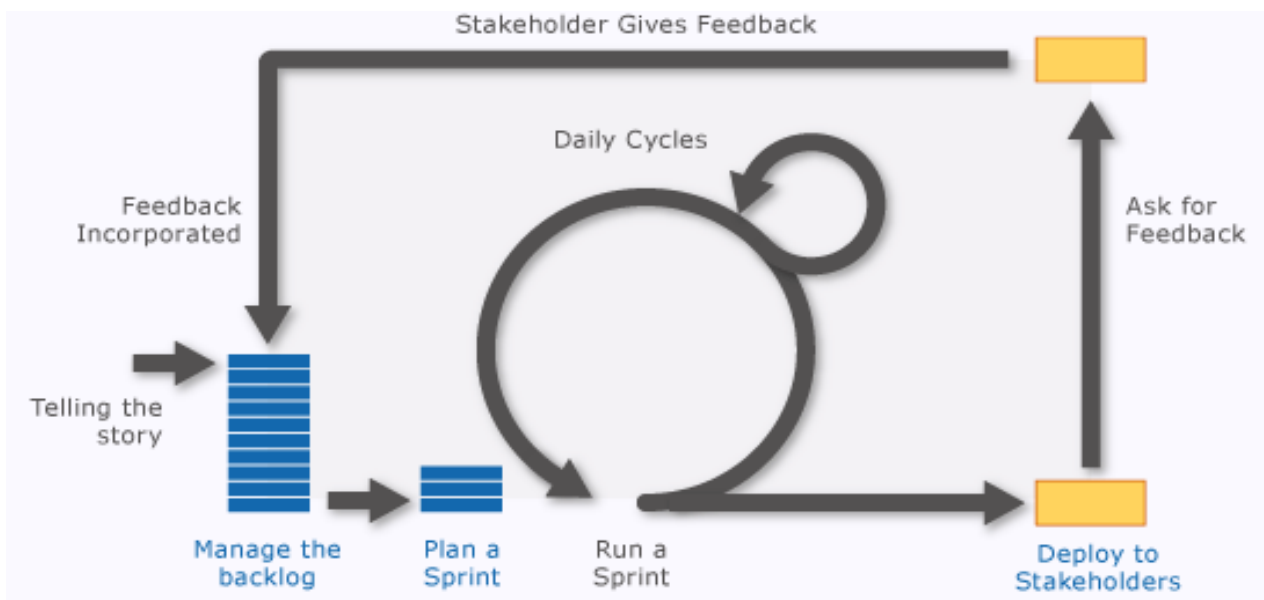 Stakeholder Gives Feedback
Daily Cycles
Feedback
Incorporated
Ask for
Feedback
Telling the
story
Manage the
backlog
Plan a
Sprint
Run a
Sprint
Deploy to
Stakeholders